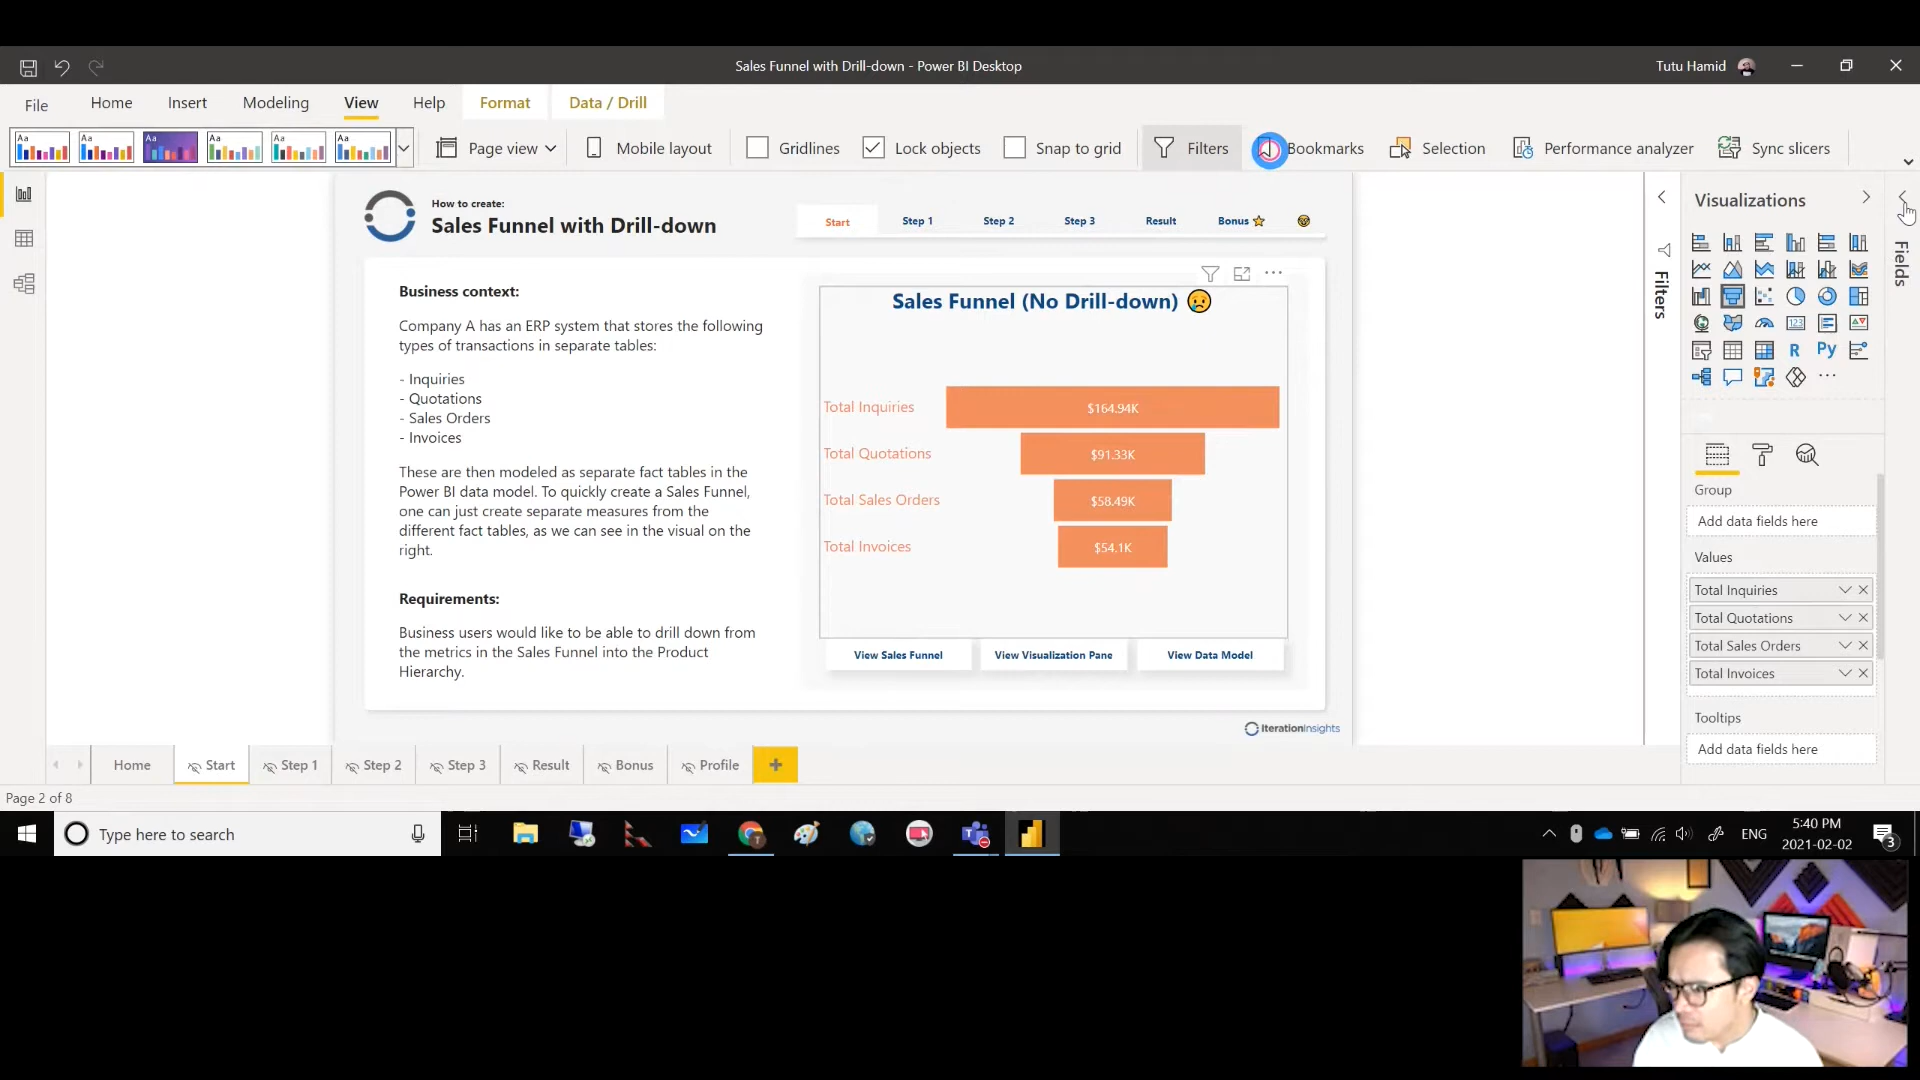 Sales Funnel with Drill-down - Power BI Desktop
Tutu Hamid
File
Home
Insert
Modeling
View
Help
Format
Data / Drill
Aa
Aa
Aa
Aa
Aa
Aa
Page view
Mobile layout
Gridlines
Lock objects
Snap to grid
Filters
Bookmarks
Selection
Performance analyzer
Sync slicers
How to create:
Sales Funnel with Drill-down
Start
Step 1
Step 2
Step 3
Result
Bonus
Business context:
Company A has an ERP system that stores the following
types of transactions in separate tables:
- Inquiries
- Quotations
- Sales Orders
- Invoices
These are then modeled as separate fact tables in the
Power BI data model. To quickly create a Sales Funnel,
one can just create separate measures from the
different fact tables, as we can see in the visual on the
right.
Requirements:
Business users would like to be able to drill down from
the metrics in the Sales Funnel into the Product
Hierarchy.
Sales Funnel (No Drill-down)
Total Inquiries
$164.94K
Total Quotations
$91.33K
Total Sales Orders
$58.49K
Total Invoices
$54.1K
View Sales Funnel
View Visualization Pane
View Data Model
IterationInsights
Filters
Visualizations
123
R
Py
Group
Add data fields here
Values
Total Inquiries
Total Quotations
Total Sales Orders
Total Invoices
Tooltips
Add data fields here
Fields
Home
Start
Step 1
Step 2
Step 3
Result
Bonus
Profile
Page 2 of 8
Type here to search
T
ENG
5:40 PM
2021-02-02
3